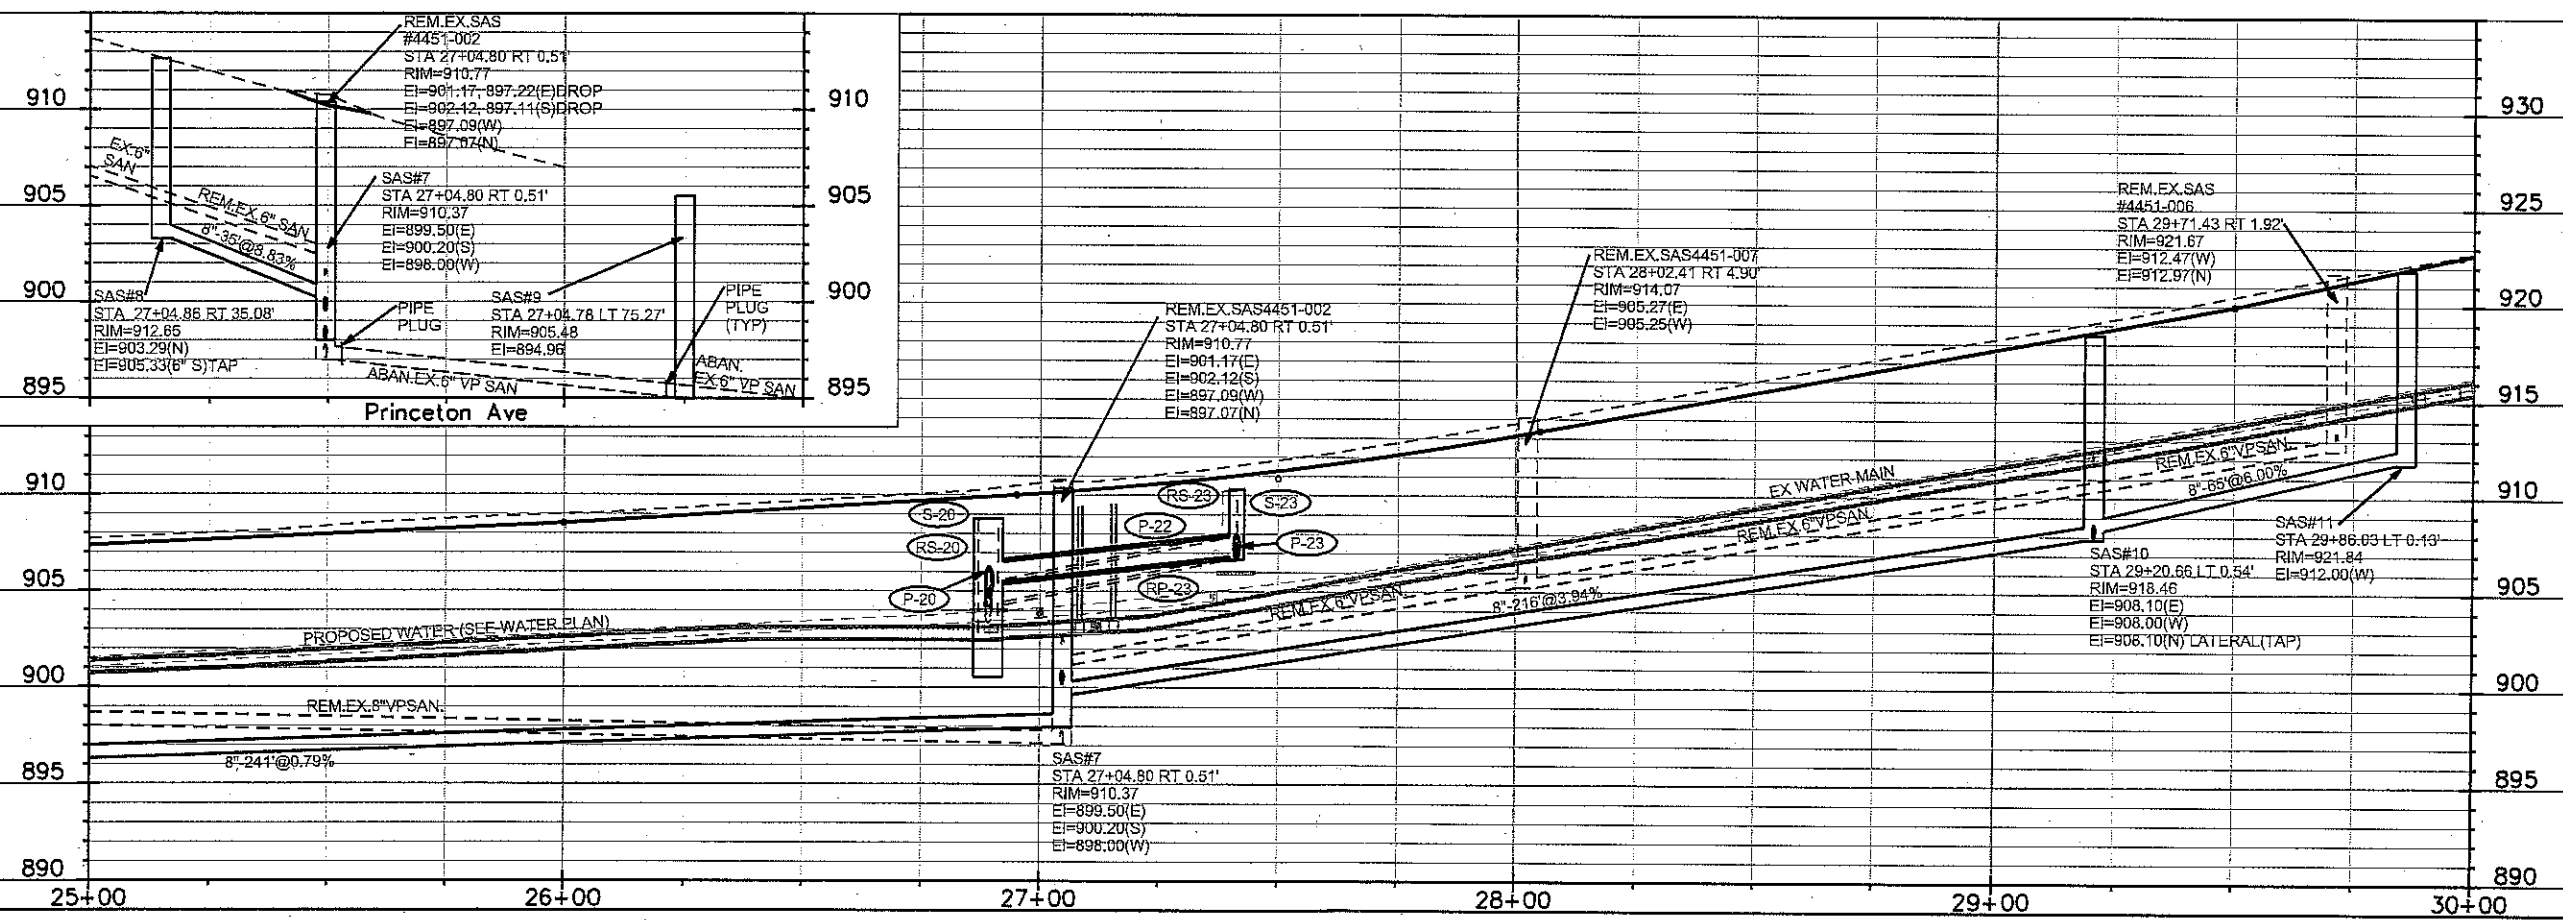 REM.EX.SAS
#4451-002
STA 27+04.80 RT 0.51'
RIM=910.77
EI=901.17, 897.22(E)DROP
EI=902.12, 897.11(S)DROP
EI=897.09(W)
EI=897.07(N)
910
910
930
EX.6"
SAN
REM.EX.6" SAN.
8"-35'@8.83%
SAS#7
STA 27+04.80 RT 0.51'
RIM=910.37
EI=899.50(E)
EI=900.20(S)
EI=898.00(W)
905
905
925
REM.EX.SAS
#4451-006
STA 29+71.43 RT 1.92'
RIM=921.67
EI=912.47(W)
EI=912.97(N)
REM.EX.SAS4451-007
STA 28+02.41 RT 4.90'
RIM=914.07
EI=905.27(E)
EI=905.25(W)
900
900
920
SAS#8
STA 27+04.86 RT 35.08'
RIM=912.65
EI=903.29(N)
EI=905.33(6" S)TAP
PIPE
PLUG
SAS#9
STA 27+04.78 LT 75.27'
RIM=905.48
EI=894.96
PIPE
PLUG
(TYP)
REM.EX.SAS4451-002
STA 27+04.80 RT 0.51'
RIM=910.77
EI=901.17(E)
EI=902.12(S)
EI=897.09(W)
EI=897.07(N)
ABAN.EX.6" VP SAN
ABAN.
EX.6" VP SAN
895
895
915
Princeton Ave
910
910
S-20
RS-20
P-20
RS-23
S-23
P-22
P-23
RP-23
EX WATER MAIN
REM.EX.6"VPSAN.
REM.EX.6"VPSAN.
REM.EX.6"VPSAN.
8"-65'@6.00%
8"-216'@3.94%
SAS#11
STA 29+86.03 LT 0.13'
RIM=921.84
EI=912.00(W)
SAS#10
STA 29+20.66 LT 0.54'
RIM=918.46
EI=908.10(E)
EI=908.00(W)
EI=908.10(N) LATERAL(TAP)
905
905
PROPOSED WATER (SEE WATER PLAN)
900
900
REM.EX.8"VPSAN.
8"-241'@0.79%
SAS#7
STA 27+04.80 RT 0.51'
RIM=910.37
EI=899.50(E)
EI=900.20(S)
EI=898.00(W)
895
895
890
890
25+00
26+00
27+00
28+00
29+00
30+00